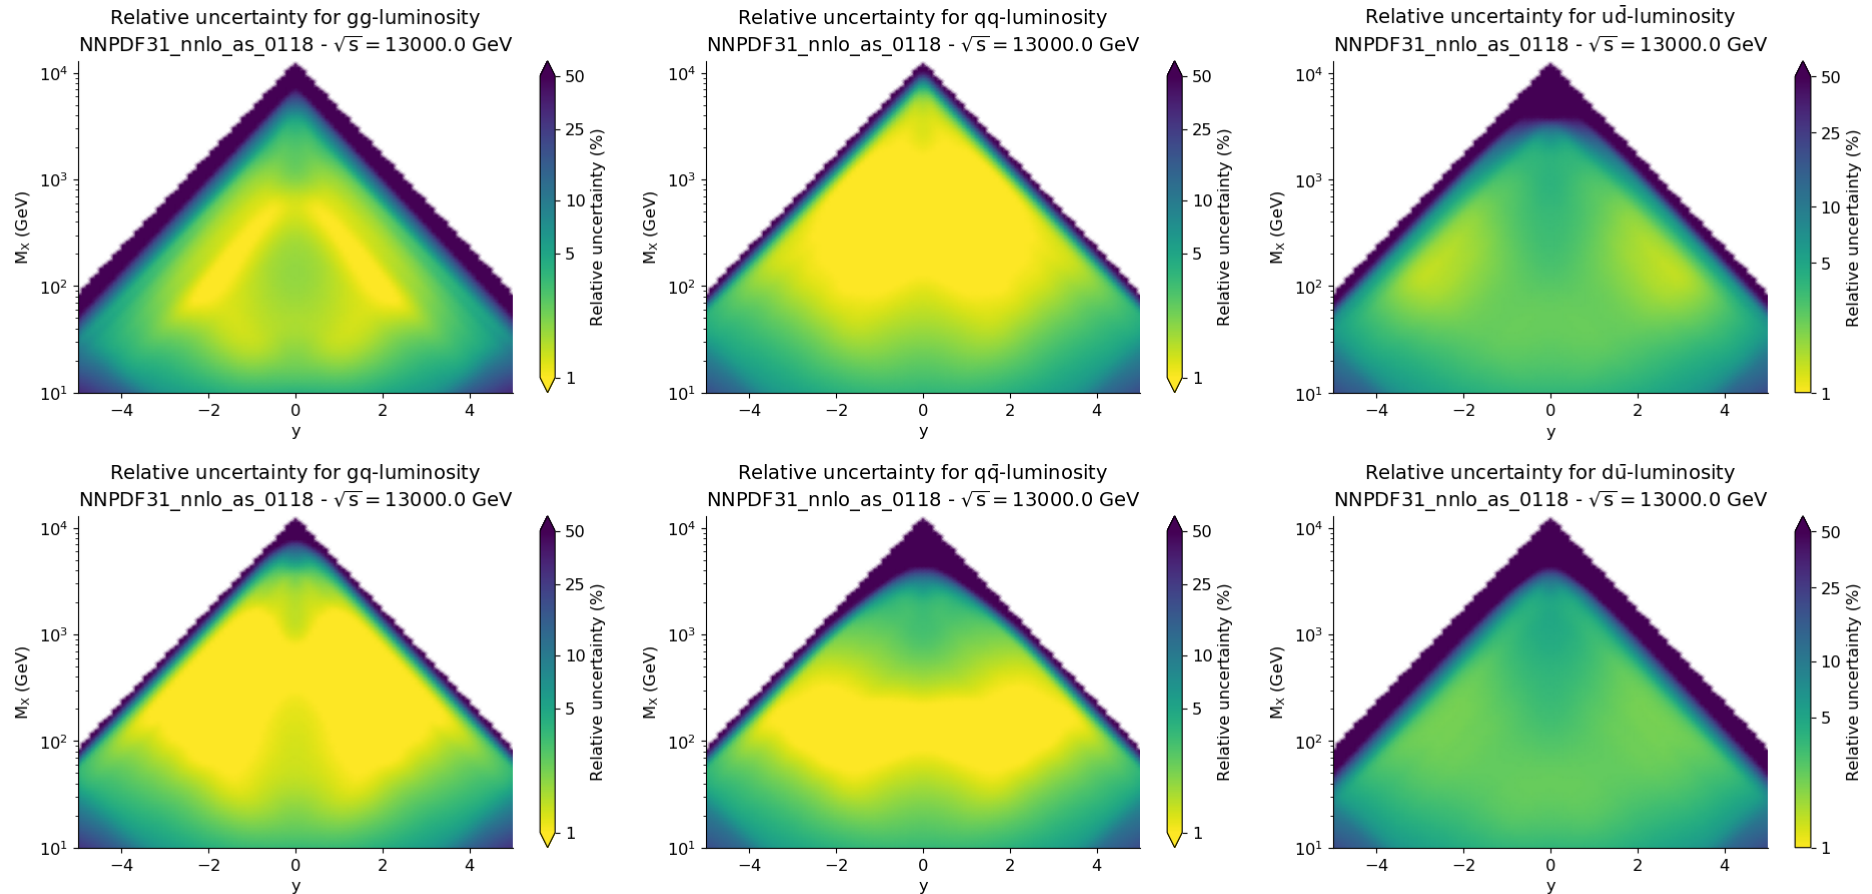 Relative uncertainty for gg-luminosity
NNPDF31_nnlo_as_0118 - √s = 13000.0 GeV
10⁴
10³
10²
10¹
M_X (GeV)
−4 −2 0 2 4
y
50
25
10
5
1
Relative uncertainty (%)
Relative uncertainty for qq-luminosity
NNPDF31_nnlo_as_0118 - √s = 13000.0 GeV
10⁴
10³
10²
10¹
M_X (GeV)
−4 −2 0 2 4
y
50
25
10
5
1
Relative uncertainty (%)
Relative uncertainty for ud̄-luminosity
NNPDF31_nnlo_as_0118 - √s = 13000.0 GeV
10⁴
10³
10²
10¹
M_X (GeV)
−4 −2 0 2 4
y
50
25
10
5
1
Relative uncertainty (%)
Relative uncertainty for gq-luminosity
NNPDF31_nnlo_as_0118 - √s = 13000.0 GeV
10⁴
10³
10²
10¹
M_X (GeV)
−4 −2 0 2 4
y
50
25
10
5
1
Relative uncertainty (%)
Relative uncertainty for qq̄-luminosity
NNPDF31_nnlo_as_0118 - √s = 13000.0 GeV
10⁴
10³
10²
10¹
M_X (GeV)
−4 −2 0 2 4
y
50
25
10
5
1
Relative uncertainty (%)
Relative uncertainty for dū-luminosity
NNPDF31_nnlo_as_0118 - √s = 13000.0 GeV
10⁴
10³
10²
10¹
M_X (GeV)
−4 −2 0 2 4
y
50
25
10
5
1
Relative uncertainty (%)